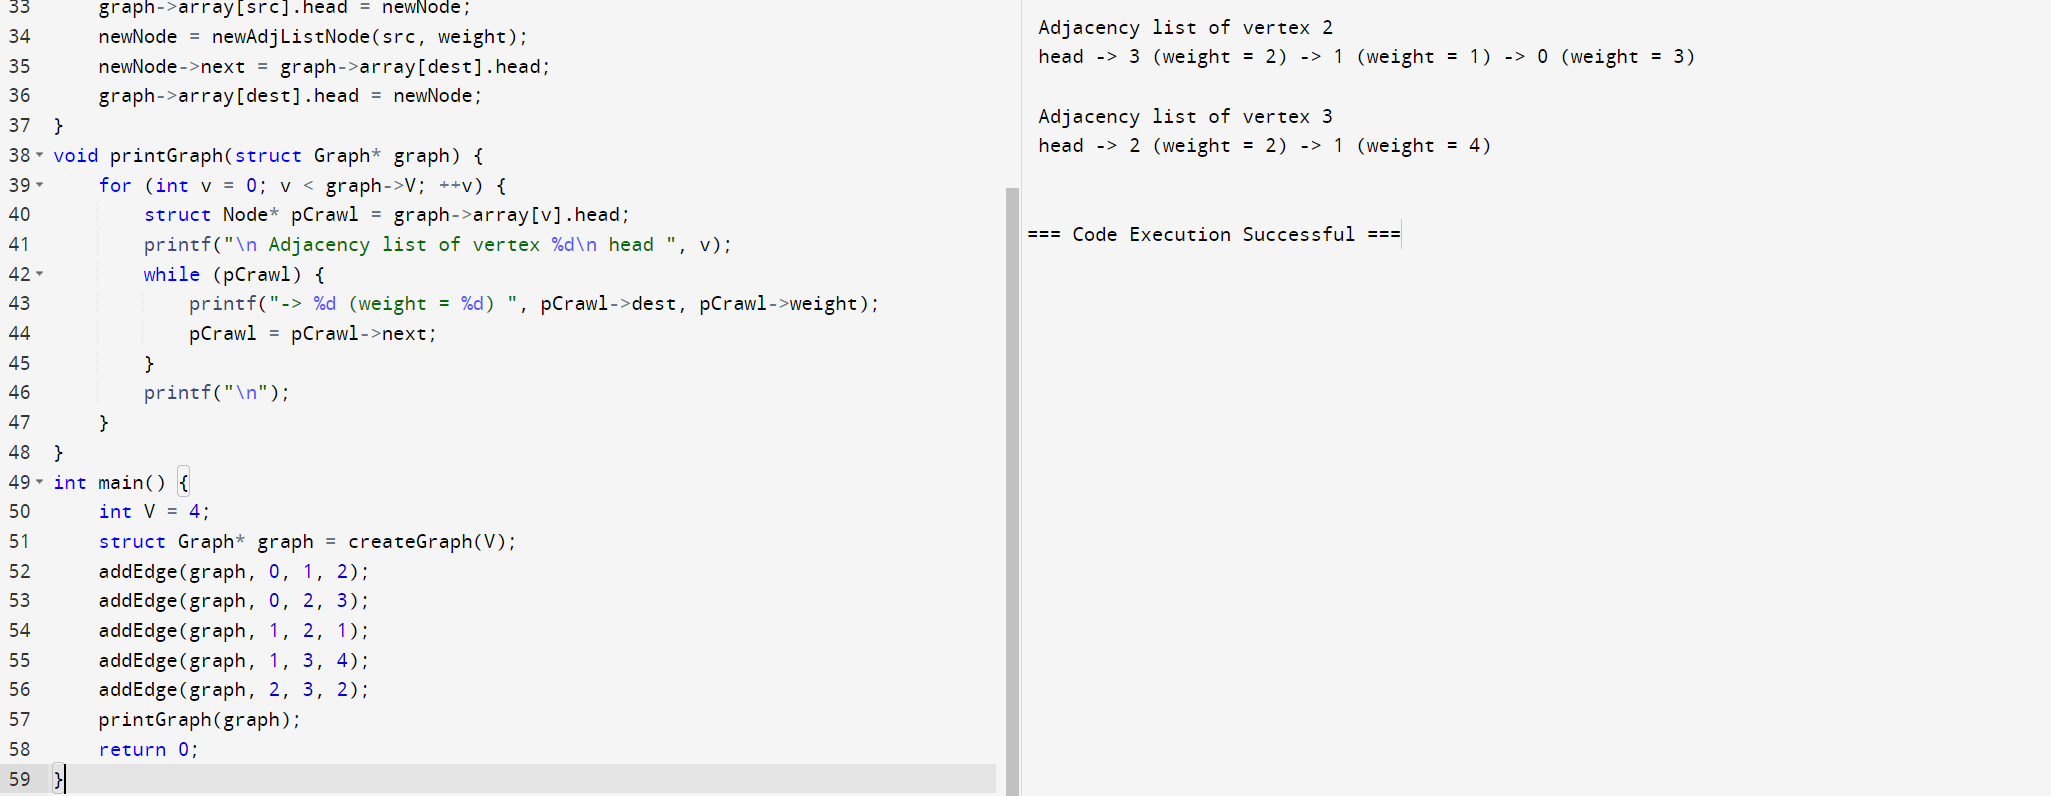 33 graph->array[src].head = newNode;
34 newNode = newAdjListNode(src, weight);
35 newNode->next = graph->array[dest].head;
36 graph->array[dest].head = newNode;
37 }
38 void printGraph(struct Graph* graph) {
39 for (int v = 0; v < graph->V; ++v) {
40 struct Node* pCrawl = graph->array[v].head;
41 printf("\n Adjacency list of vertex %d\n head ", v);
42 while (pCrawl) {
43 printf("-> %d (weight = %d) ", pCrawl->dest, pCrawl->weight);
44 pCrawl = pCrawl->next;
45 }
46 printf("\n");
47 }
48 }
49 int main() {
50 int V = 4;
51 struct Graph* graph = createGraph(V);
52 addEdge(graph, 0, 1, 2);
53 addEdge(graph, 0, 2, 3);
54 addEdge(graph, 1, 2, 1);
55 addEdge(graph, 1, 3, 4);
56 addEdge(graph, 2, 3, 2);
57 printGraph(graph);
58 return 0;
59 }
Adjacency list of vertex 2
head -> 3 (weight = 2) -> 1 (weight = 1) -> 0 (weight = 3)
Adjacency list of vertex 3
head -> 2 (weight = 2) -> 1 (weight = 4)
=== Code Execution Successful ===